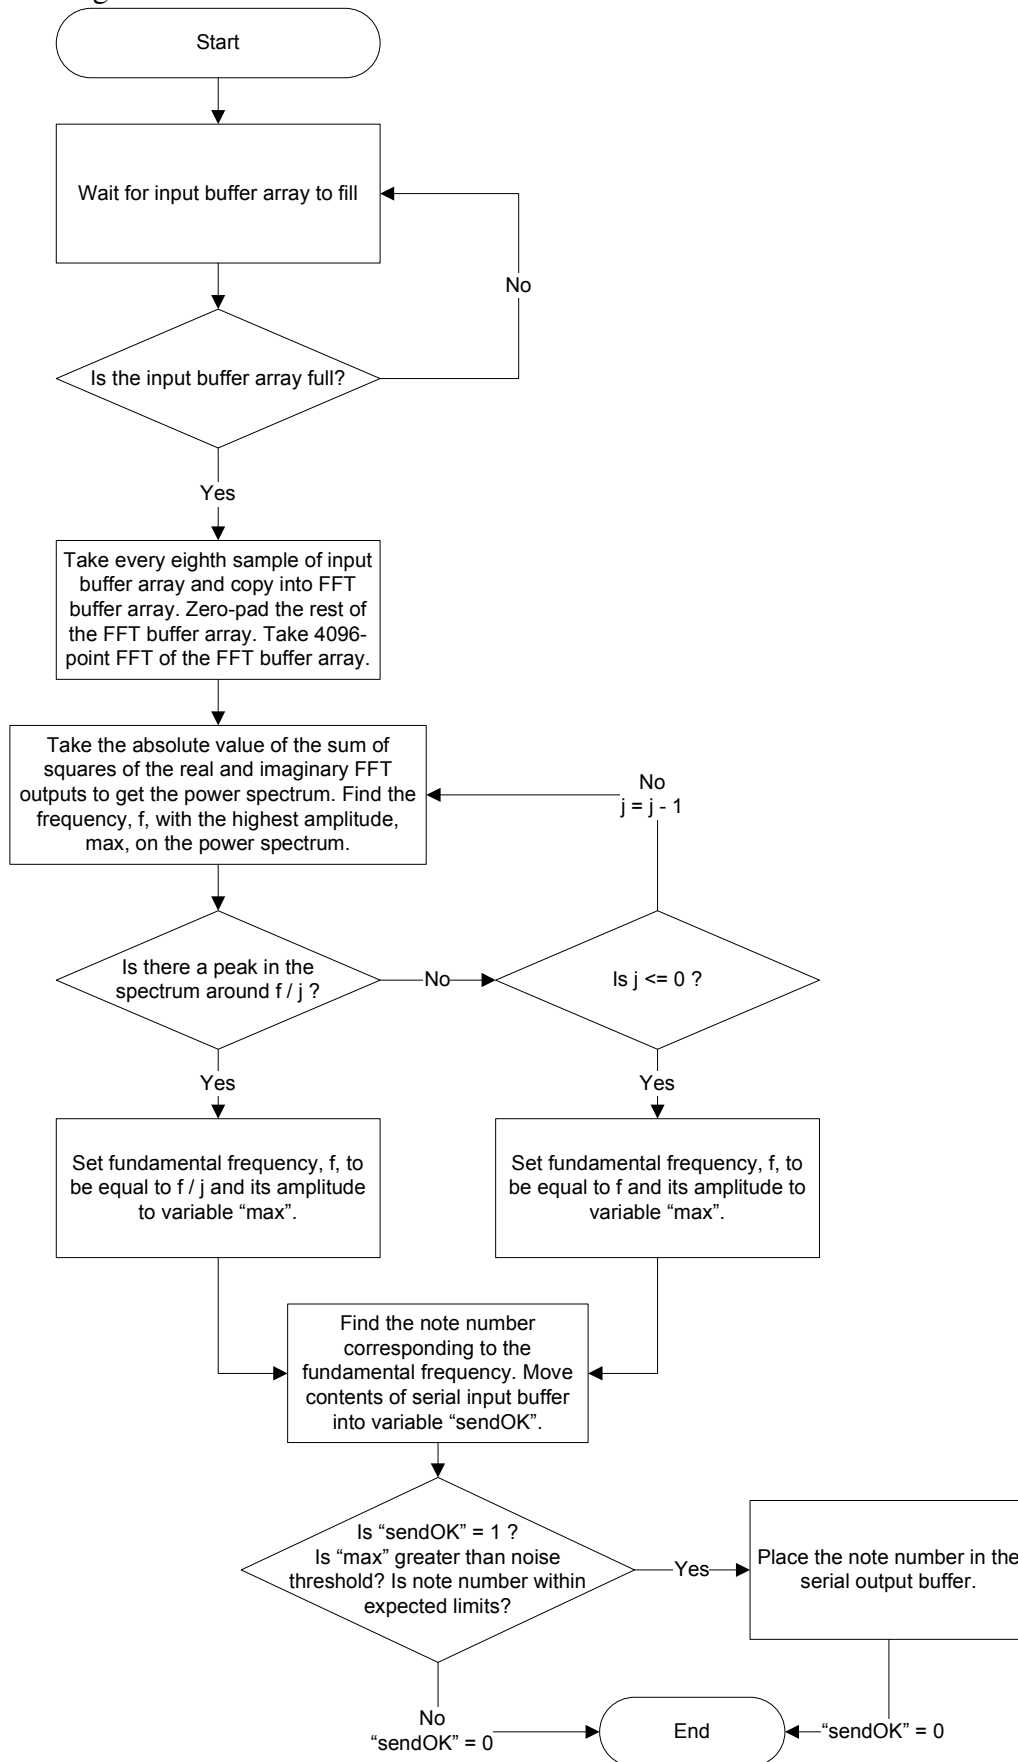 Start
Wait for input buffer array to fill
No
Is the input buffer array full?
Yes
Take every eighth sample of input
buffer array and copy into FFT
buffer array. Zero-pad the rest of
the FFT buffer array. Take 4096-
point FFT of the FFT buffer array.
Take the absolute value of the sum of
squares of the real and imaginary FFT
outputs to get the power spectrum. Find the
frequency, f, with the highest amplitude,
max, on the power spectrum.
No
j = j - 1
Is there a peak in the
spectrum around f / j ?
No
Is j <= 0 ?
Yes
Yes
Set fundamental frequency, f, to
be equal to f / j and its amplitude
to variable “max”.
Set fundamental frequency, f, to
be equal to f and its amplitude to
variable “max”.
Find the note number
corresponding to the
fundamental frequency. Move
contents of serial input buffer
into variable “sendOK”.
Is “sendOK” = 1 ?
Is “max” greater than noise
threshold? Is note number within
expected limits?
Yes
Place the note number in the
serial output buffer.
No
“sendOK” = 0
End
“sendOK” = 0